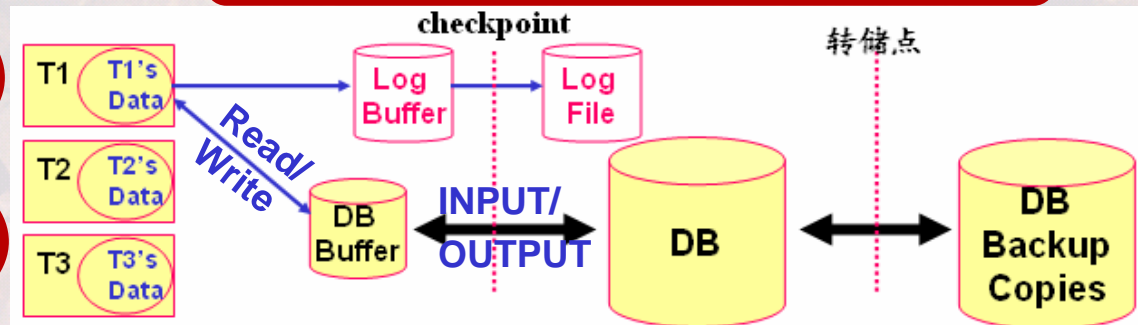 checkpoint
转储点
T1
T1's
Data
Log
Buffer
Log
File
Read/
Write
T2
T2's
Data
DB
Buffer
INPUT/
OUTPUT
DB
DB
Backup
Copies
T3
T3's
Data